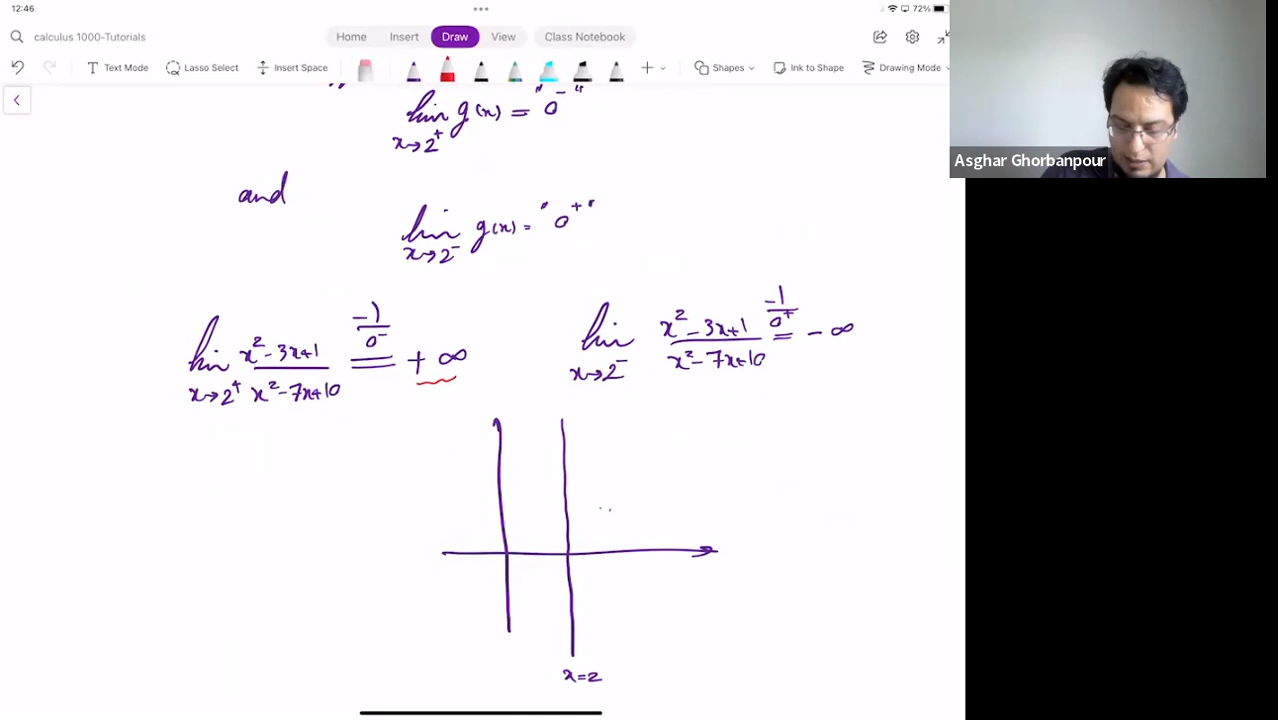 12:46
72%
calculus 1000-Tutorials
Home Insert Draw View Class Notebook
Text Mode Lasso Select Insert Space Shapes Ink to Shape Drawing Mode
Asghar Ghorbanpour
lim g(x) = "0⁻"
x→2⁺
and
lim g(x) = "0⁺"
x→2⁻
lim x→2⁺ (x²-3x+1)/(x²-7x+10) = (-1/0⁻) +∞
lim x→2⁻ (x²-3x+1)/(x²-7x+10) = (-1/0⁺) -∞
x=2